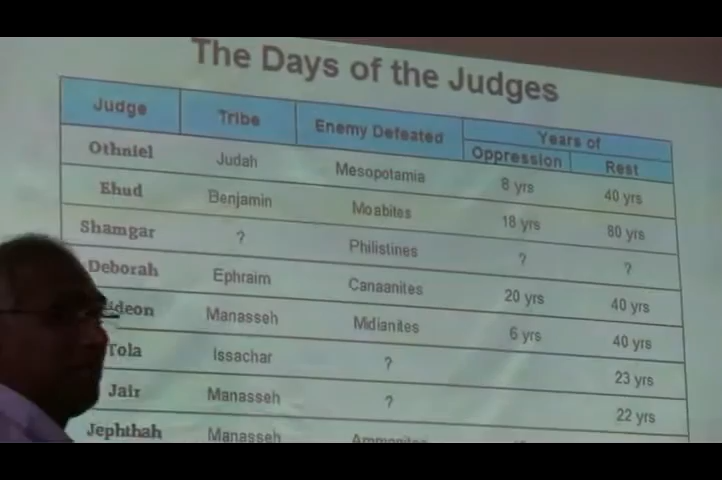 The Days of the Judges
Judge Tribe Enemy Defeated Years of
Oppression Rest
Othniel Judah Mesopotamia 8 yrs 40 yrs
Ehud Benjamin Moabites 18 yrs 80 yrs
Shamgar ? Philistines ? ?
Deborah Ephraim Canaanites 20 yrs 40 yrs
ideon Manasseh Midianites 6 yrs 40 yrs
Tola Issachar ? 23 yrs
Jair Manasseh ? 22 yrs
Jephthah Manasseh